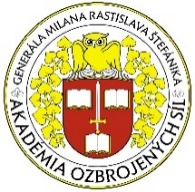 GENERÁLA MILANA RASTISLAVA ŠTEFÁNIKA
AKADÉMIA OZBROJENÝCH SÍL